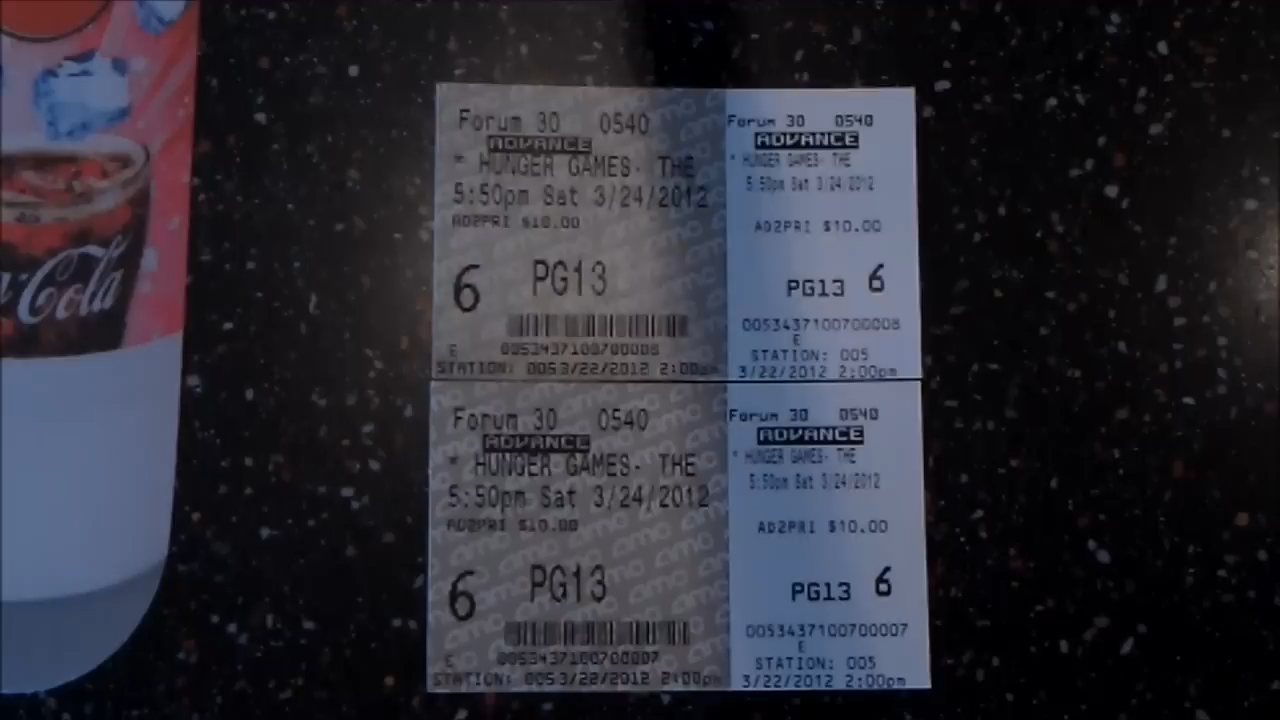 Coca-Cola
Forum 30 0540
ADVANCE
* HUNGER GAMES· THE
5:50pm Sat 3/24/2012
AD2PRI $10.00
6 PG13
E 0053437100700008
STATION: 005 3/22/2012 2:00pm
Forum 30 0540
ADVANCE
* HUNGER GAMES· THE
5:50pm Sat 3/24/2012
AD2PRI $10.00
PG13 6
0053437100700008
E
STATION: 005
3/22/2012 2:00pm
Forum 30 0540
ADVANCE
* HUNGER GAMES· THE
5:50pm Sat 3/24/2012
AD2PRI $10.00
6 PG13
E 0053437100700007
STATION: 005 3/22/2012 2:00pm
Forum 30 0540
ADVANCE
* HUNGER GAMES· THE
5:50pm Sat 3/24/2012
AD2PRI $10.00
PG13 6
0053437100700007
E
STATION: 005
3/22/2012 2:00pm